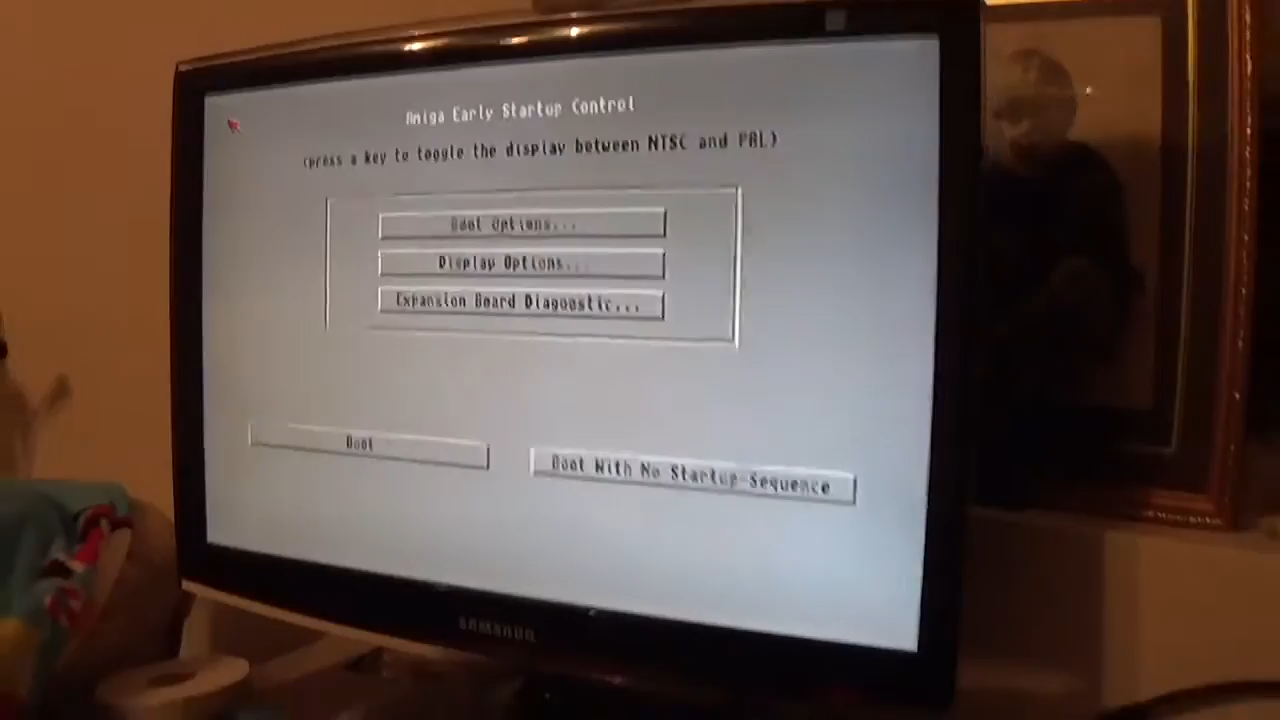 Amiga Early Startup Control
(press a key to toggle the display between NTSC and PAL)
Boot Options...
Display Options...
Expansion Board Diagnostic...
Boot
Boot With No Startup-Sequence
SAMSUNG